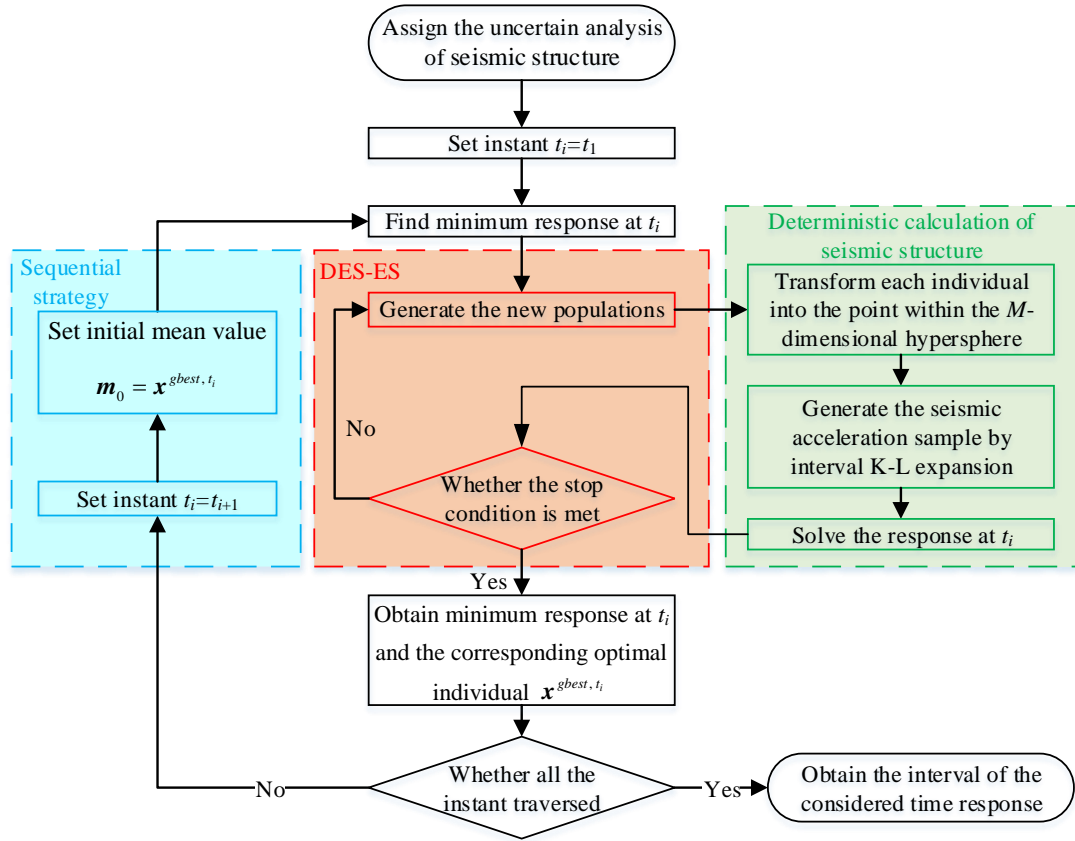 Assign the uncertain analysis
of seismic structure
Set instant tᵢ=t₁
Find minimum response at tᵢ
Sequential
strategy
Set initial mean value
m₀ = x^{gbest, tᵢ}
Set instant tᵢ=tᵢ₊₁
DES-ES
Generate the new populations
No
Whether the stop
condition is met
Yes
Deterministic calculation of
seismic structure
Transform each individual
into the point within the M-
dimensional hypersphere
Generate the seismic
acceleration sample by
interval K-L expansion
Solve the response at tᵢ
Obtain minimum response at tᵢ
and the corresponding optimal
individual x^{gbest, tᵢ}
Whether all the
instant traversed
No
Yes
Obtain the interval of the
considered time response